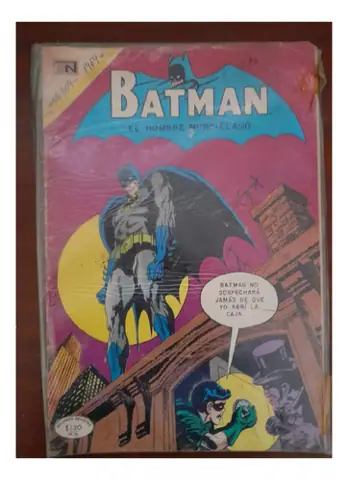 N
BATMAN
EL HOMBRE MURCIELAGO
BATMAN NO
SOSPECHARÁ
JAMÁS DE QUE
YO ABRÍ LA
CAJA.